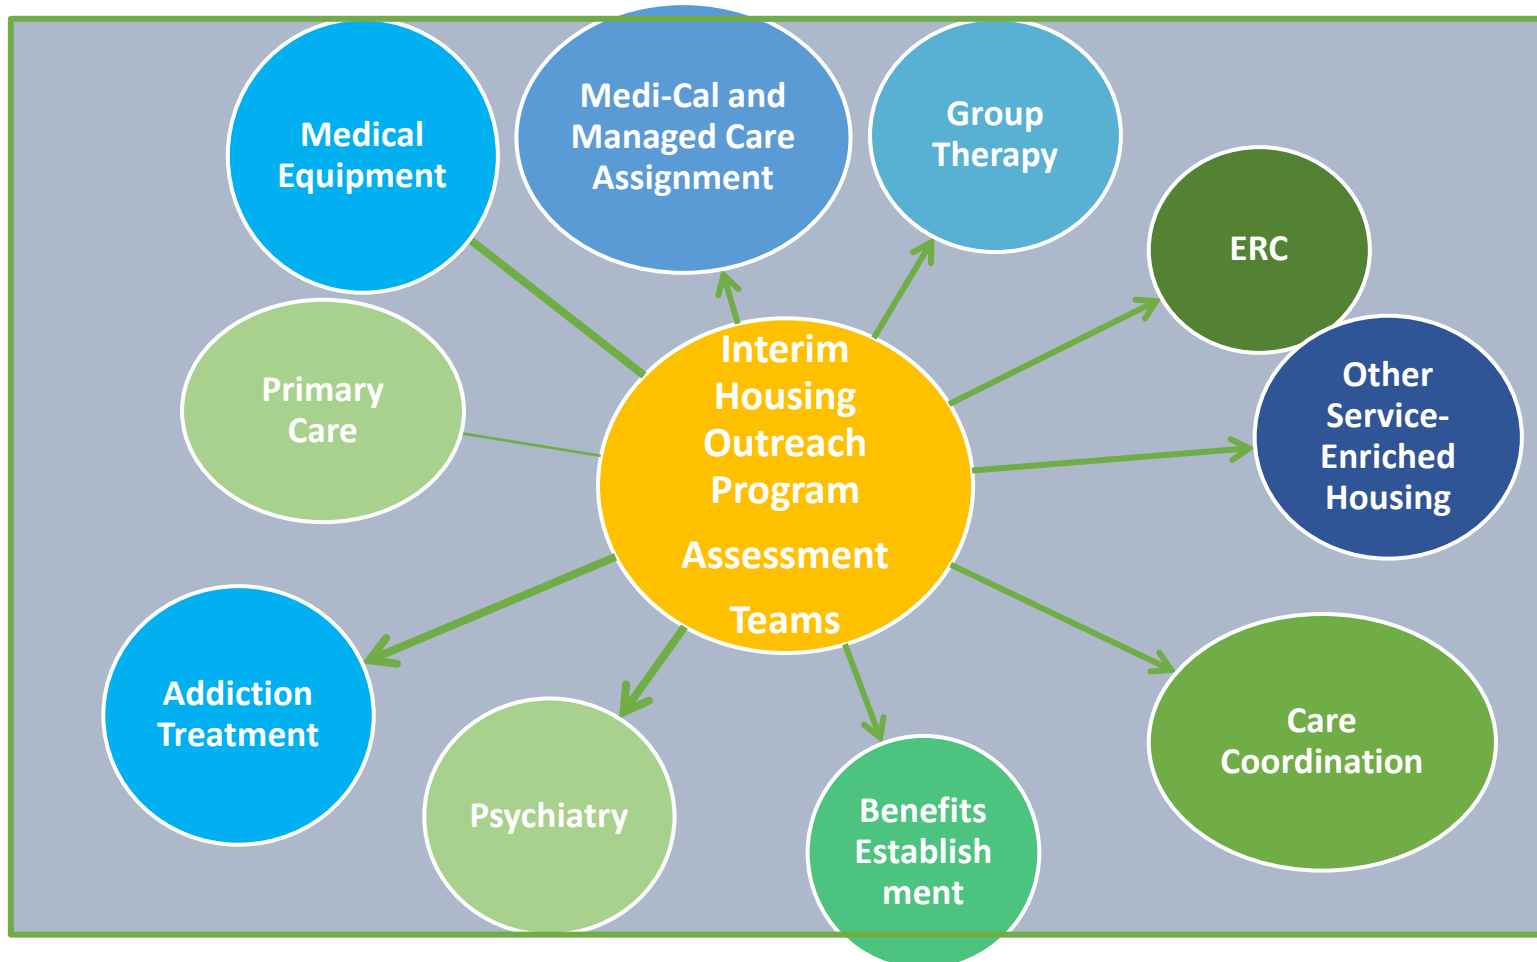 Medical
Equipment
Medi-Cal and
Managed Care
Assignment
Group
Therapy
ERC
Primary
Care
Interim
Housing
Outreach
Program
Assessment
Teams
Other
Service-
Enriched
Housing
Addiction
Treatment
Psychiatry
Benefits
Establish
ment
Care
Coordination